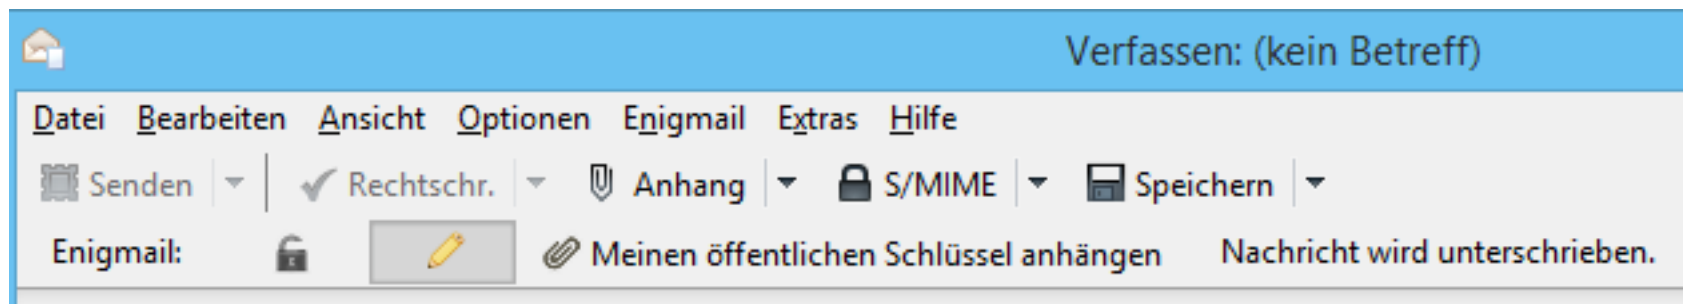 Verfassen: (kein Betreff)
Datei Bearbeiten Ansicht Optionen Enigmail Extras Hilfe
Senden Rechtschr. Anhang S/MIME Speichern
Enigmail: Meinen öffentlichen Schlüssel anhängen Nachricht wird unterschrieben.